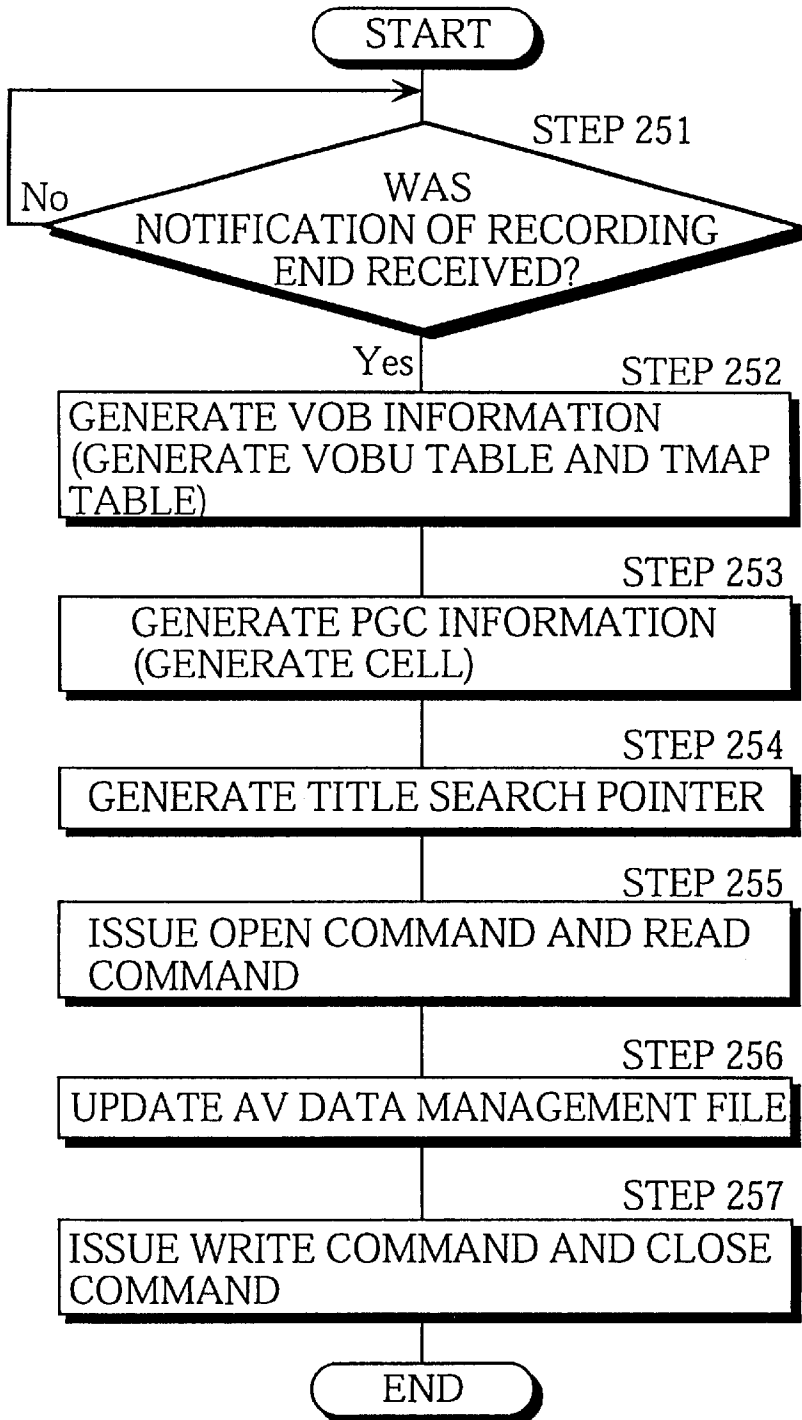 START
STEP 251
No
WAS
NOTIFICATION OF RECORDING
END RECEIVED?
Yes
STEP 252
GENERATE VOB INFORMATION
(GENERATE VOBU TABLE AND TMAP
TABLE)
STEP 253
GENERATE PGC INFORMATION
(GENERATE CELL)
STEP 254
GENERATE TITLE SEARCH POINTER
STEP 255
ISSUE OPEN COMMAND AND READ
COMMAND
STEP 256
UPDATE AV DATA MANAGEMENT FILE
STEP 257
ISSUE WRITE COMMAND AND CLOSE
COMMAND
END